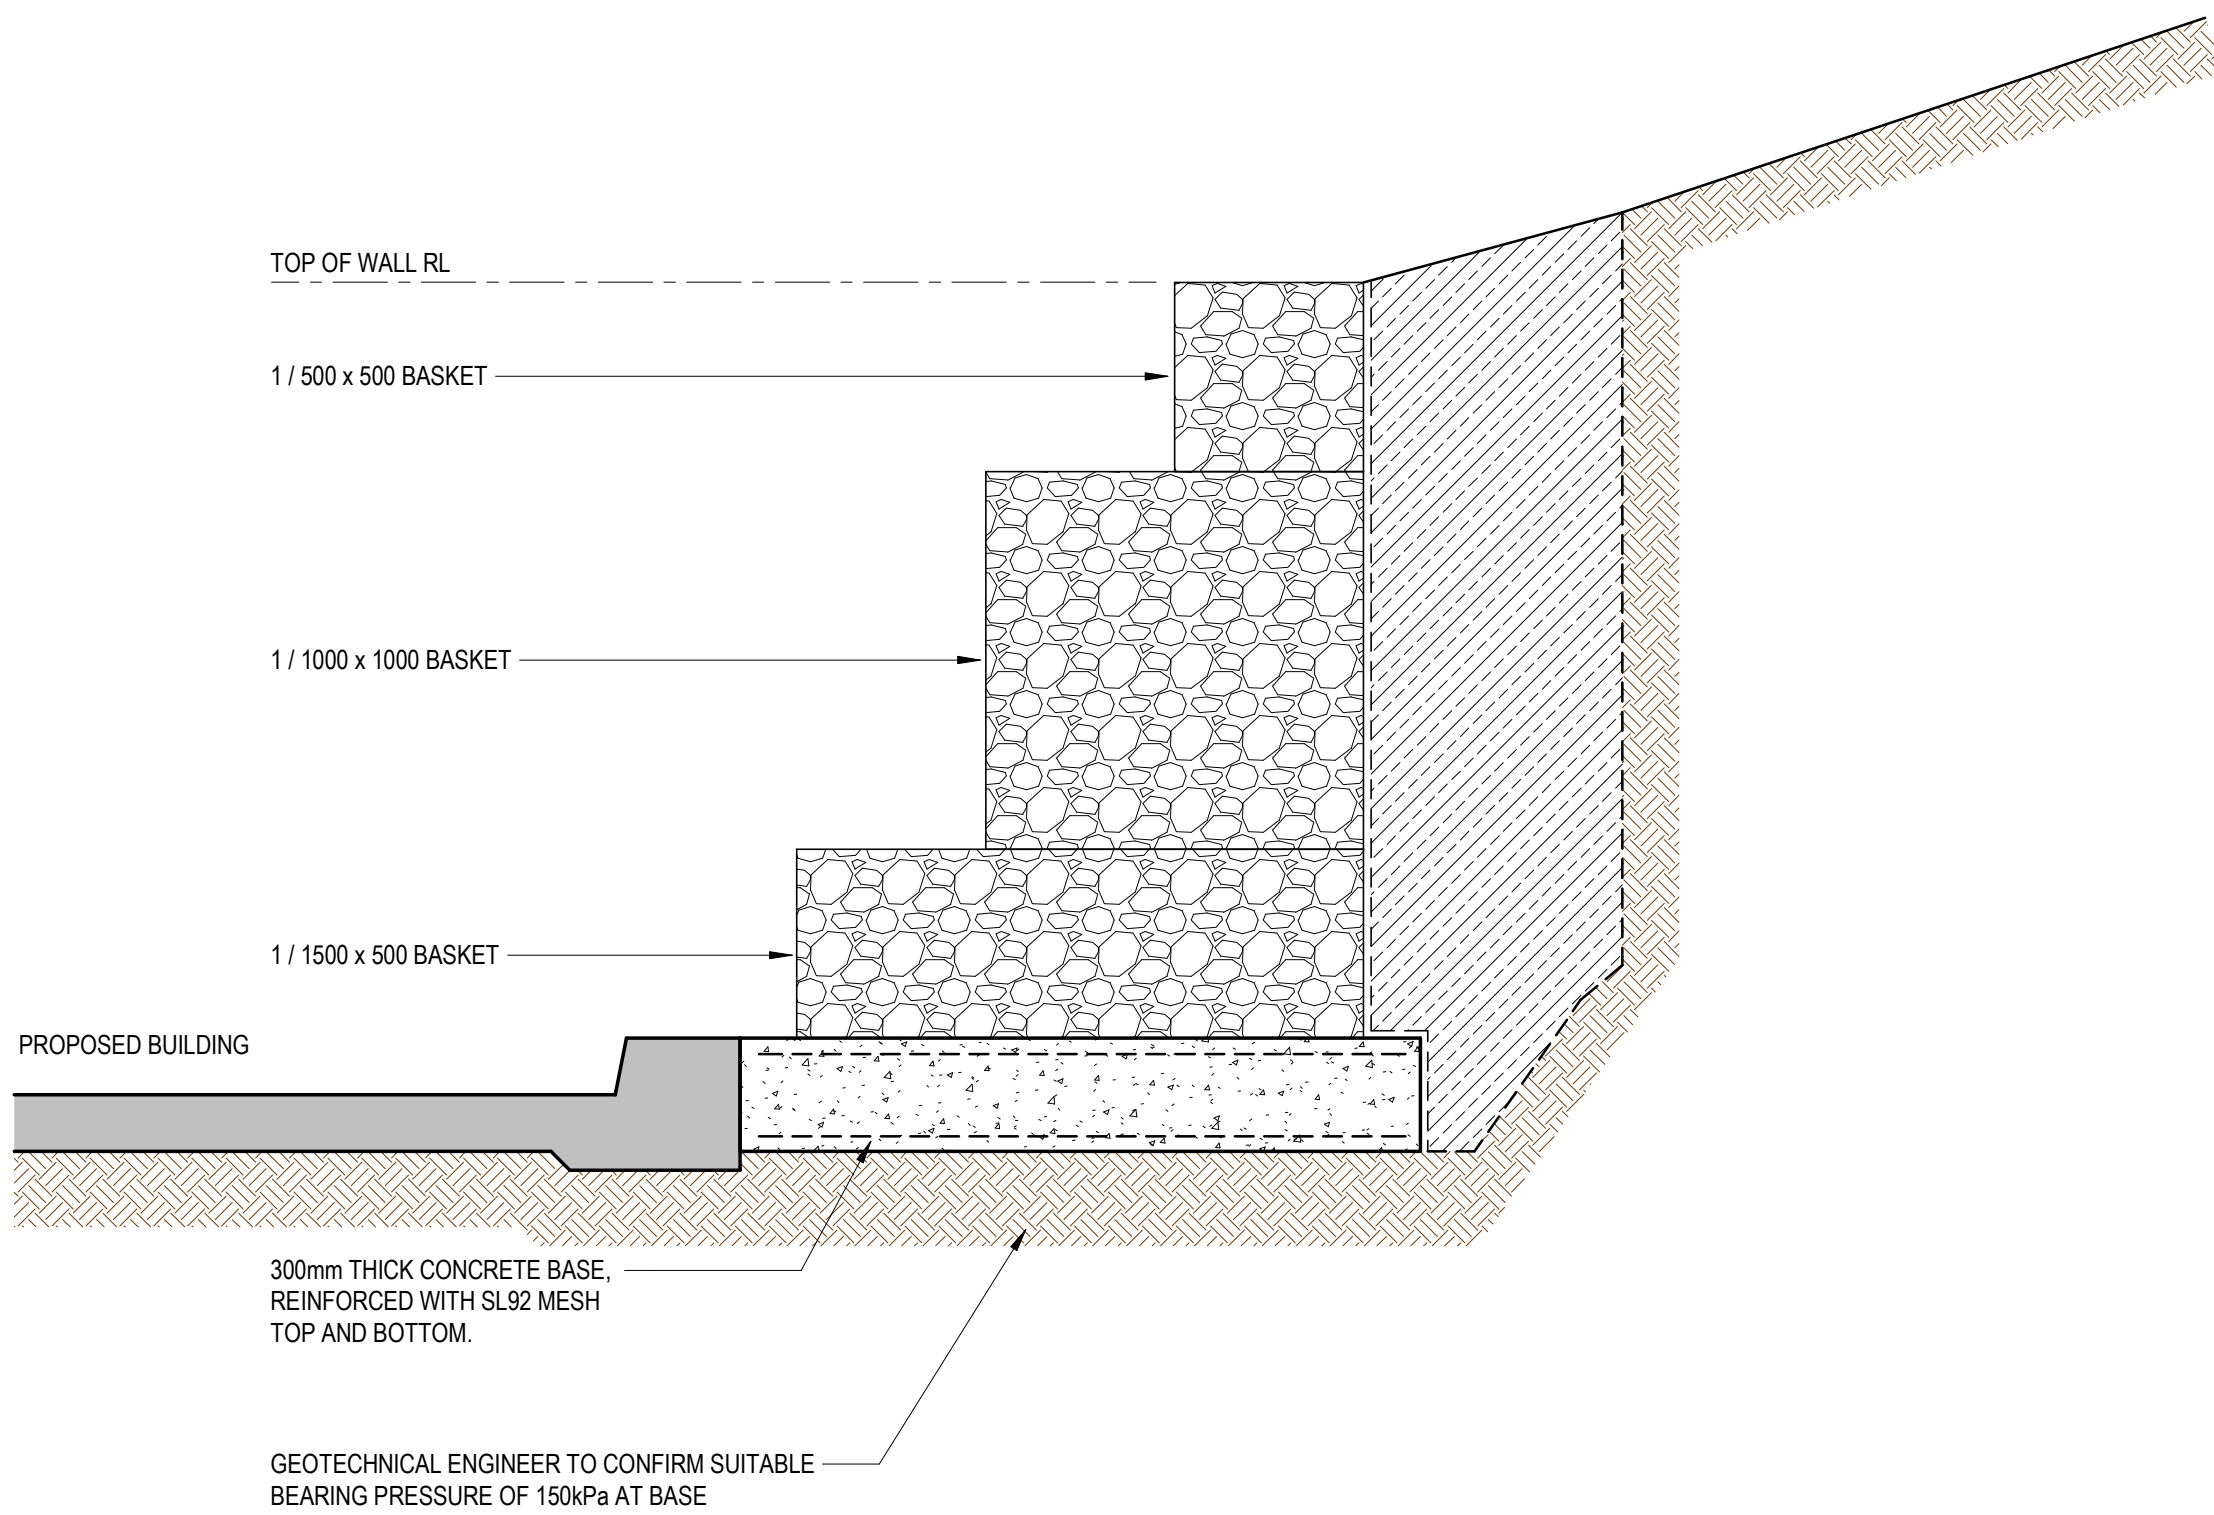 TOP OF WALL RL
1 / 500 x 500 BASKET
1 / 1000 x 1000 BASKET
1 / 1500 x 500 BASKET
PROPOSED BUILDING
300mm THICK CONCRETE BASE,
REINFORCED WITH SL92 MESH
TOP AND BOTTOM.
GEOTECHNICAL ENGINEER TO CONFIRM SUITABLE
BEARING PRESSURE OF 150kPa AT BASE